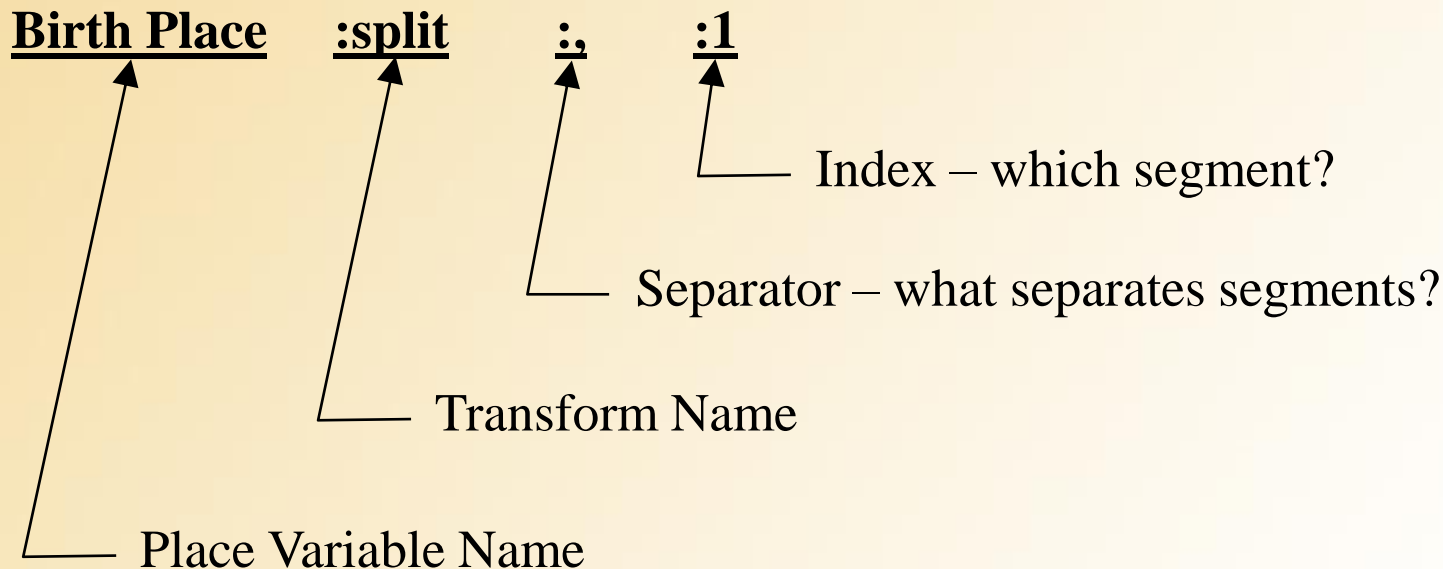 Birth Place :split :, :1
Index – which segment?
Separator – what separates segments?
Transform Name
Place Variable Name